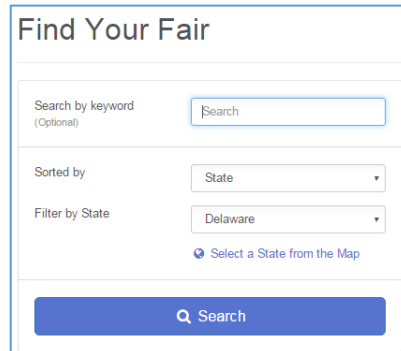 Find Your Fair
Search by keyword
(Optional)
Search
Sorted by
State
Filter by State
Delaware
Select a State from the Map
Search